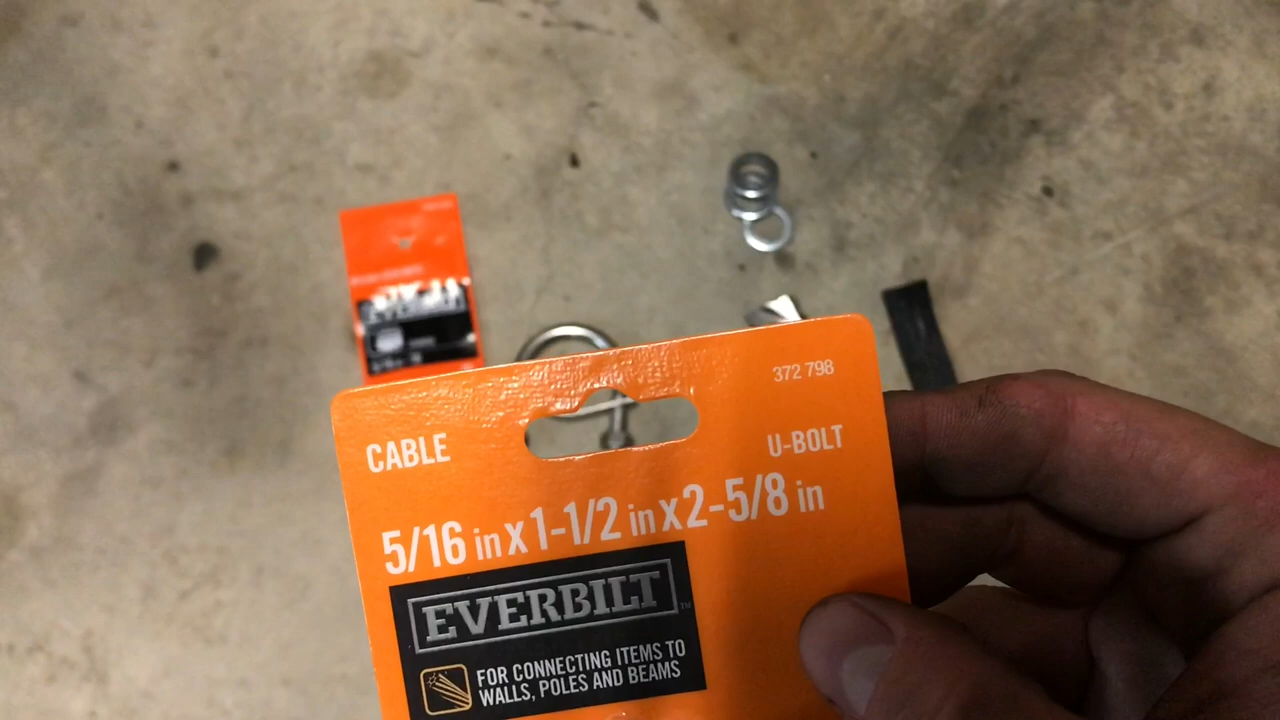 372 798
CABLE
U-BOLT
5/16 in x 1-1/2 in x 2-5/8 in
EVERBILT™
FOR CONNECTING ITEMS TO
WALLS, POLES AND BEAMS